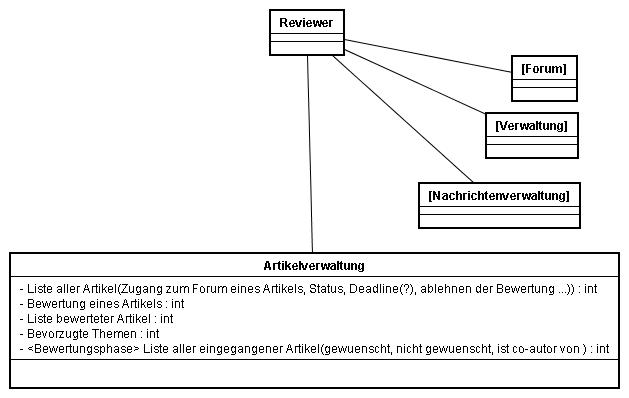 Reviewer
[Forum]
[Verwaltung]
[Nachrichtenverwaltung]
Artikelverwaltung
- Liste aller Artikel(Zugang zum Forum eines Artikels, Status, Deadline(?), ablehnen der Bewertung ...)) : int
- Bewertung eines Artikels : int
- Liste bewerteter Artikel : int
- Bevorzugte Themen : int
- <Bewertungsphase> Liste aller eingegangener Artikel(gewuenscht, nicht gewuenscht, ist co-autor von ) : int